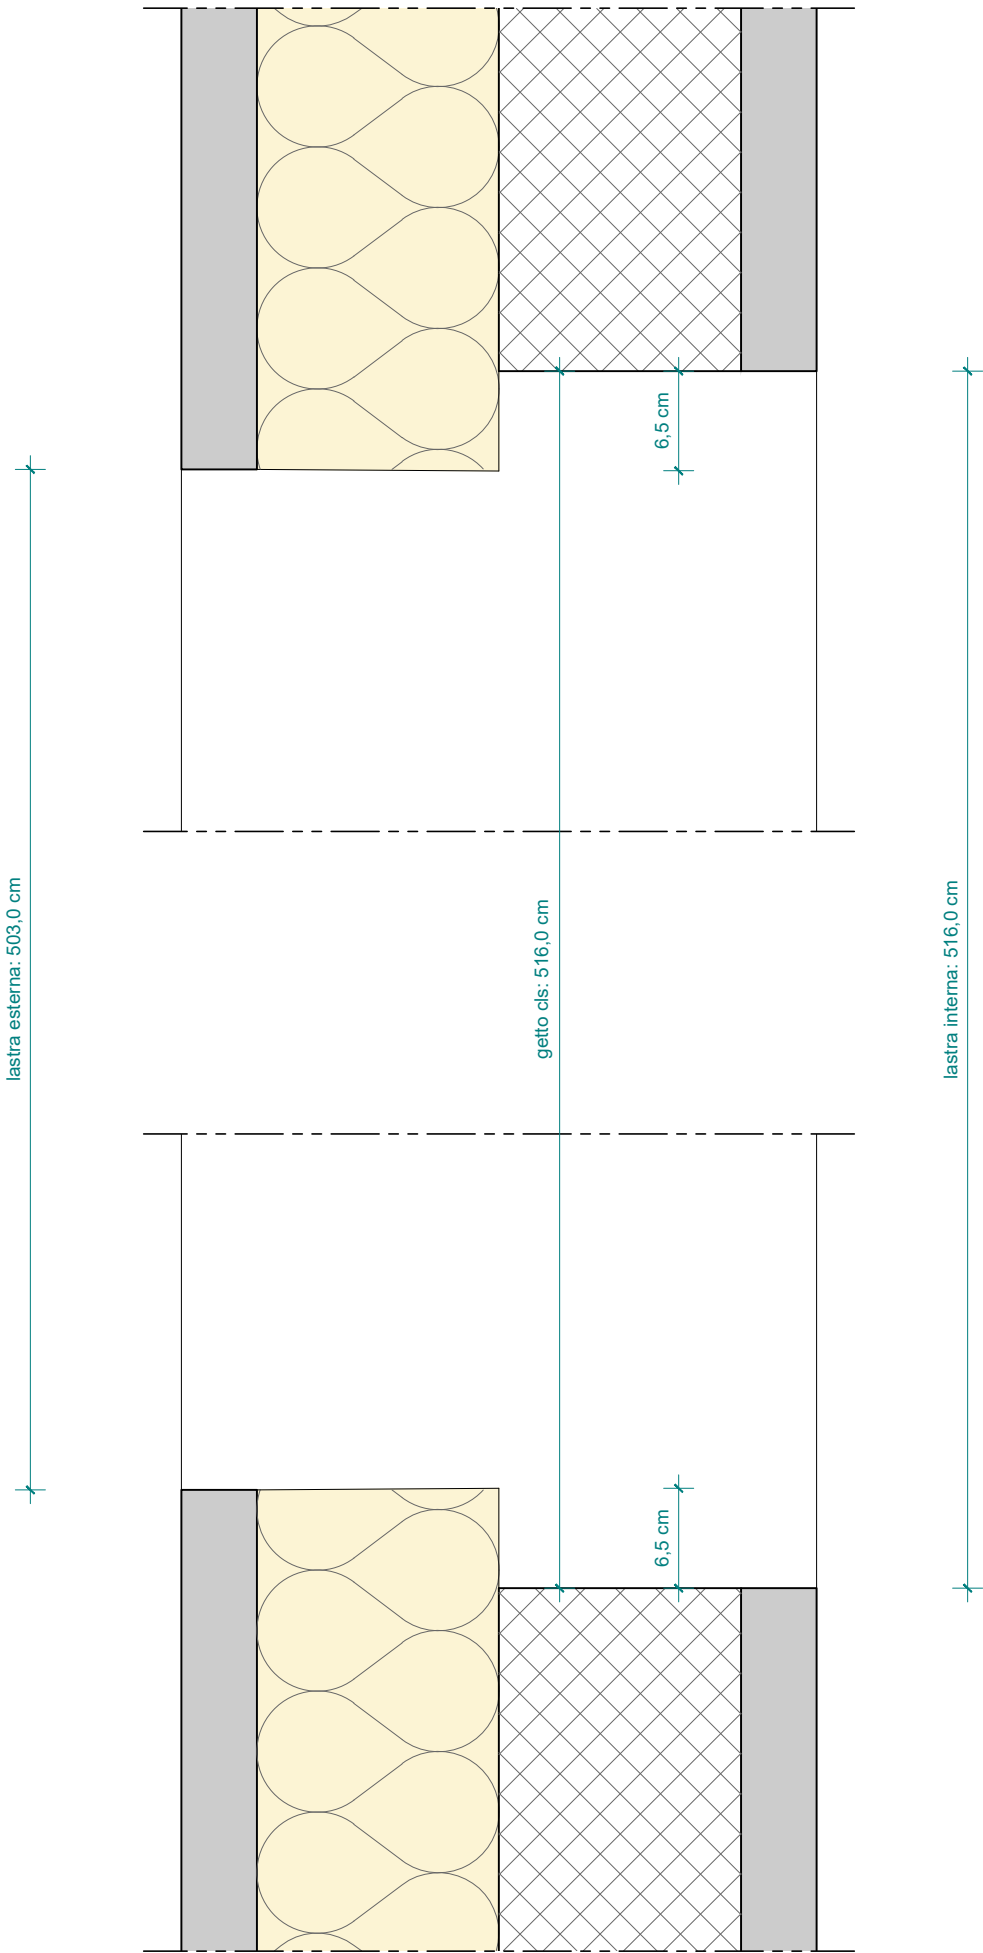 6,5 cm
lastra esterna: 503,0 cm
getto cls: 516,0 cm
lastra interna: 516,0 cm
6,5 cm